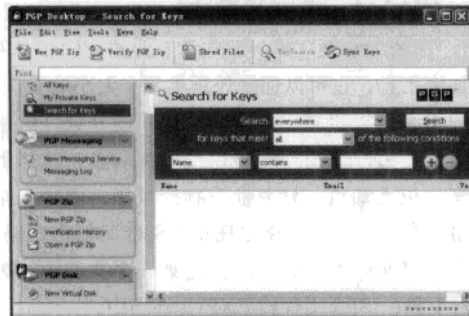 PGP Desktop - Search for Keys
File Edit View Tools Keys Help
New PGP Zip Verify PGP Zip Shred Files Sync Keys
Find
All Keys
My Private Keys
Search for Keys
PGP Messaging
New Messaging Service
Messaging Log
PGP Zip
New PGP Zip
Verification History
Open a PGP Zip
PGP Disk
New Virtual Disk
Search for Keys
PGP
Search everywhere Search
for keys that meet all of the following conditions
Name contains
Name Email